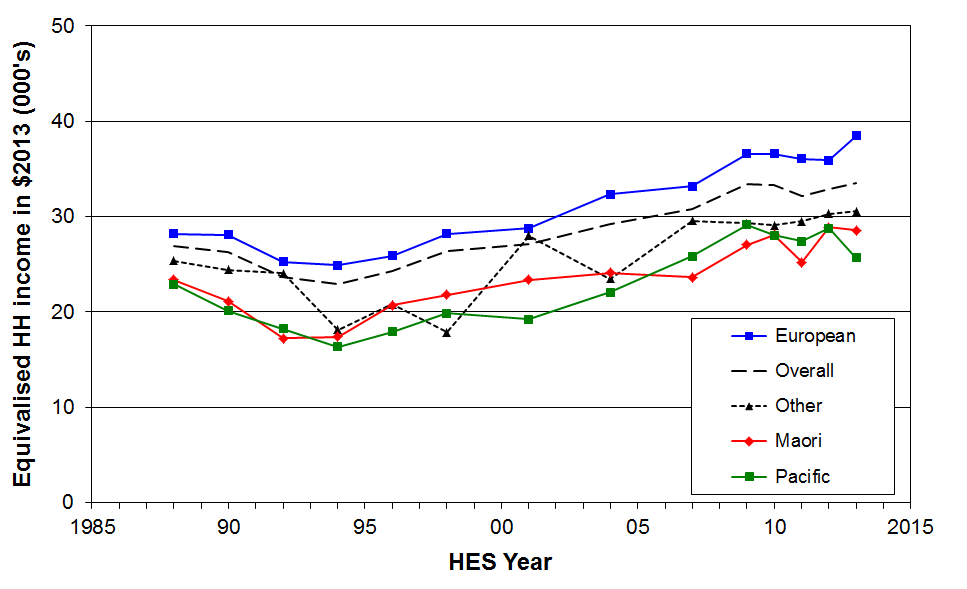 Equivalised HH income in $2013 (000's)
50
40
30
20
10
0
1985 90 95 00 05 10 2015
HES Year
European
Overall
Other
Maori
Pacific